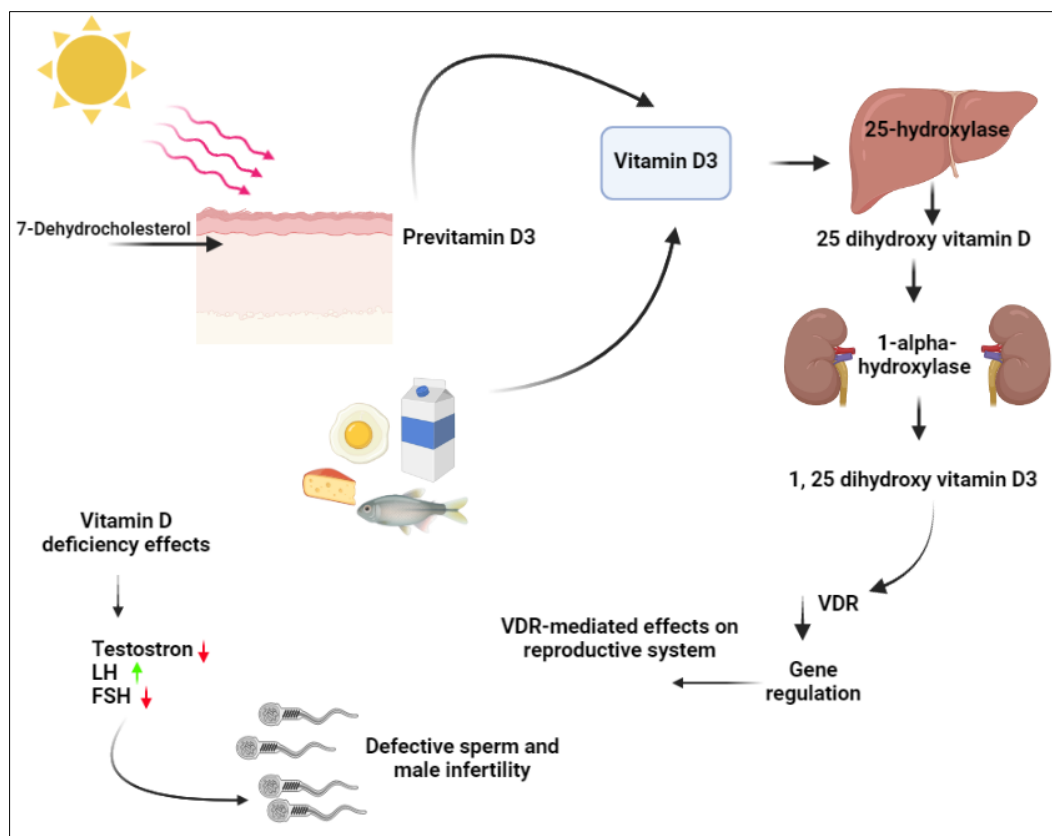 7-Dehydrocholesterol
Previtamin D3
Vitamin D3
25-hydroxylase
25 dihydroxy vitamin D
1-alpha-
hydroxylase
1, 25 dihydroxy vitamin D3
VDR
Gene
regulation
VDR-mediated effects on
reproductive system
Vitamin D
deficiency effects
Testostron
LH
FSH
Defective sperm and
male infertility